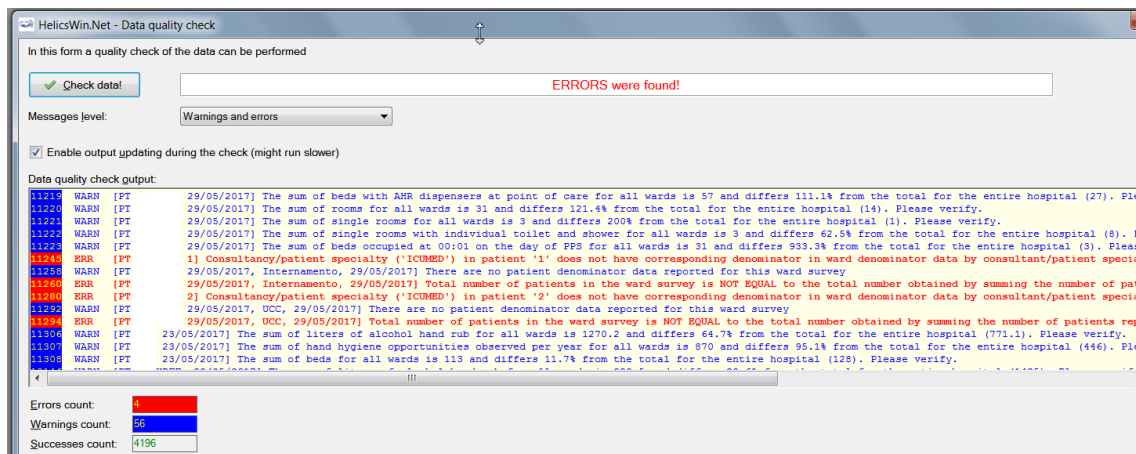 HelicsWin.Net - Data quality check
In this form a quality check of the data can be performed
Check data!
ERRORS were found!
Messages level: Warnings and errors
Enable output updating during the check (might run slower)
Data quality check output:
11219 WARN [PT 29/05/2017] The sum of beds with AHR dispensers at point of care for all wards is 57 and differs 111.1% from the total for the entire hospital (27). Ple
11220 WARN [PT 29/05/2017] The sum of rooms for all wards is 31 and differs 121.4% from the total for the entire hospital (14). Please verify.
11221 WARN [PT 29/05/2017] The sum of single rooms for all wards is 3 and differs 200% from the total for the entire hospital (1). Please verify.
11222 WARN [PT 29/05/2017] The sum of single rooms with individual toilet and shower for all wards is 3 and differs 62.5% from the total for the entire hospital (8).
11223 WARN [PT 29/05/2017] The sum of beds occupied at 00:01 on the day of PPS for all wards is 31 and differs 933.3% from the total for the entire hospital (3). Pleas
11245 ERR [PT 1] Consultancy/patient specialty ('ICUMED') in patient '1' does not have corresponding denominator in ward denominator data by consultant/patient specia
11258 WARN [PT 29/05/2017, Internamento, 29/05/2017] There are no patient denominator data reported for this ward survey
11260 ERR [PT 29/05/2017, Internamento, 29/05/2017] Total number of patients in the ward survey is NOT EQUAL to the total number obtained by summing the number of pat
11280 ERR [PT 2] Consultancy/patient specialty ('ICUMED') in patient '2' does not have corresponding denominator in ward denominator data by consultant/patient specia
11292 WARN [PT 29/05/2017, UCC, 29/05/2017] There are no patient denominator data reported for this ward survey
11294 ERR [PT 29/05/2017, UCC, 29/05/2017] Total number of patients in the ward survey is NOT EQUAL to the total number obtained by summing the number of patients rep
11306 WARN [PT 23/05/2017] The sum of liters of alcohol hand rub for all wards is 1270.2 and differs 64.7% from the total for the entire hospital (771.1). Please verify.
11307 WARN [PT 23/05/2017] The sum of hand hygiene opportunities observed per year for all wards is 870 and differs 95.1% from the total for the entire hospital (446). Plea
11308 WARN [PT 23/05/2017] The sum of beds for all wards is 113 and differs 11.7% from the total for the entire hospital (128). Please verify.
Errors count: 4
Warnings count: 56
Successes count: 4196